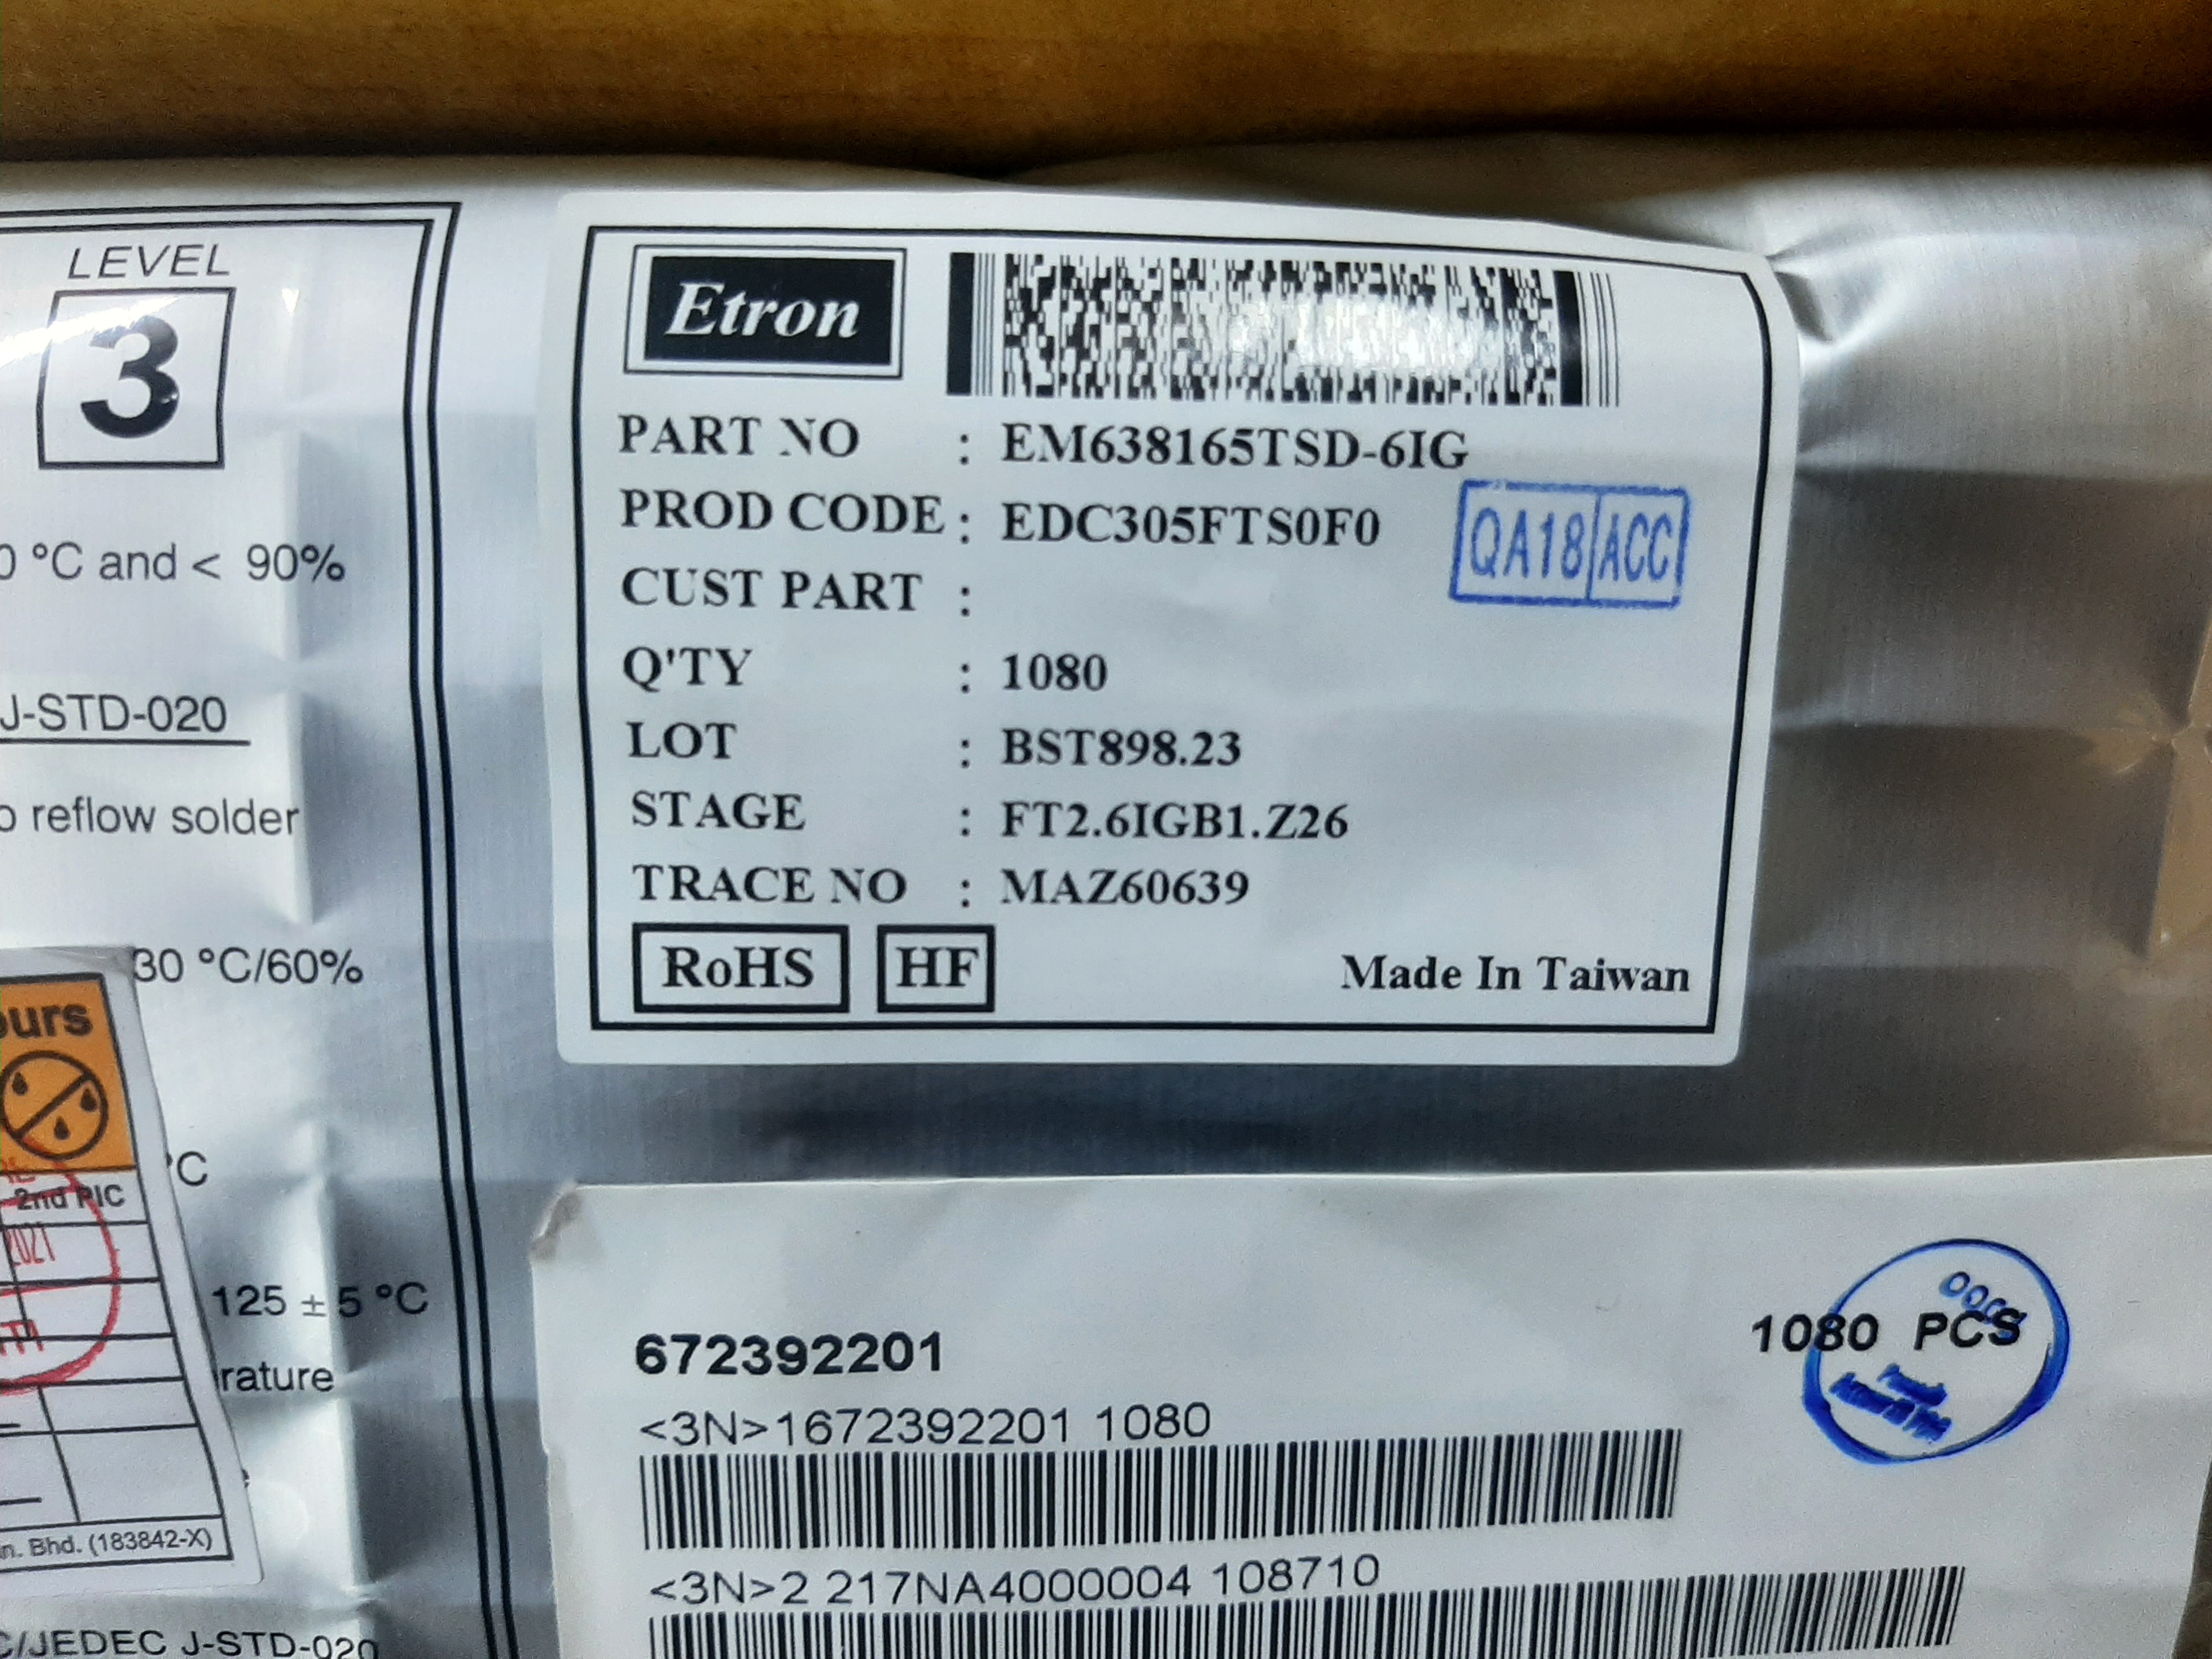 LEVEL
3
0 °C and < 90%
J-STD-020
o reflow solder
30 °C/60%
ours
°C
2nd PIC
2021
125 ± 5 °C
rature
n. Bhd. (183842-X)
C/JEDEC J-STD-020
Etron
PART NO : EM638165TSD-6IG
PROD CODE : EDC305FTS0F0
QA18 ACC
CUST PART :
Q'TY : 1080
LOT : BST898.23
STAGE : FT2.6IGB1.Z26
TRACE NO : MAZ60639
RoHS HF Made In Taiwan
672392201 1080 PCS
<3N>1672392201 1080
<3N>2 217NA4000004 108710